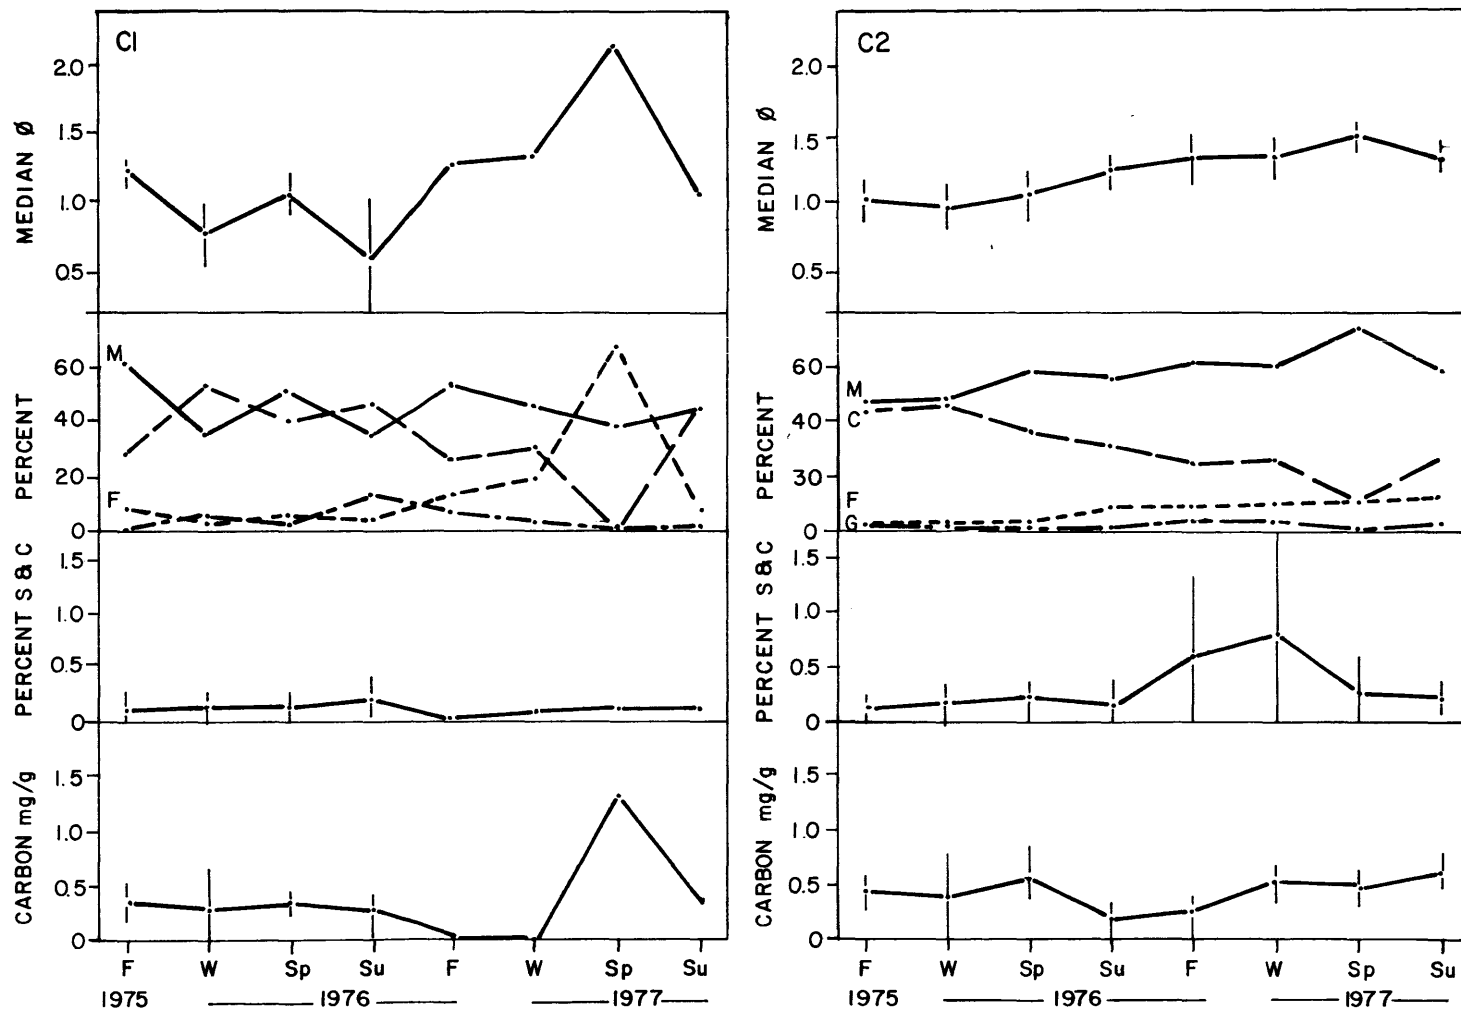 C1
2.0
1.5
1.0
0.5
MEDIAN Ø
M
60
40
20
F
0
PERCENT
1.5
1.0
0.5
0
PERCENT S & C
1.5
1.0
0.5
0
CARBON mg/g
F W Sp Su F W Sp Su
1975 1976 1977
C2
2.0
1.5
1.0
0.5
MEDIAN Ø
60
M
C
40
30
F
G
0
PERCENT
1.5
1.0
0.5
0
PERCENT S & C
1.5
1.0
0.5
0
CARBON mg/g
F W Sp Su F W Sp Su
1975 1976 1977